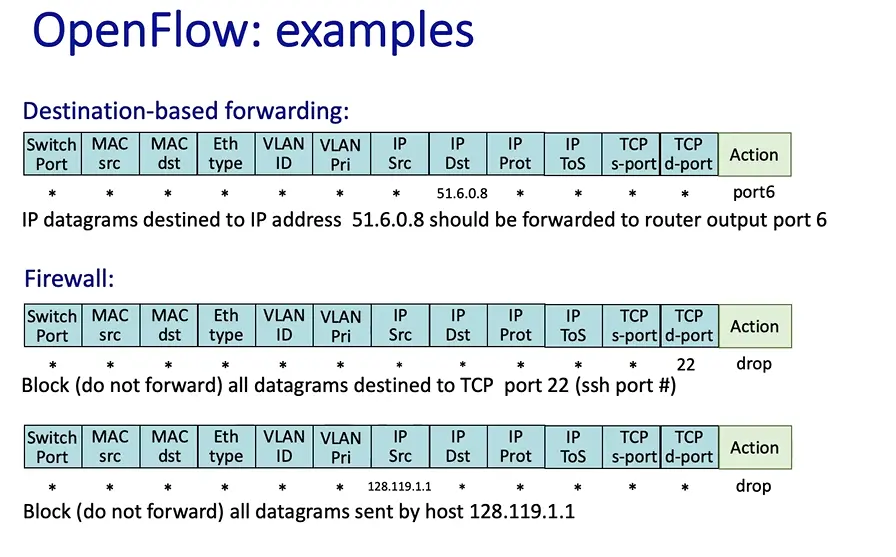 OpenFlow: examples
Destination-based forwarding:
Switch Port MAC src MAC dst Eth type VLAN ID VLAN Pri IP Src IP Dst IP Prot IP ToS TCP s-port TCP d-port Action
* * * * * * * 51.6.0.8 * * * * port6
IP datagrams destined to IP address 51.6.0.8 should be forwarded to router output port 6
Firewall:
Switch Port MAC src MAC dst Eth type VLAN ID VLAN Pri IP Src IP Dst IP Prot IP ToS TCP s-port TCP d-port Action
* * * * * * * * * * * 22 drop
Block (do not forward) all datagrams destined to TCP port 22 (ssh port #)
Switch Port MAC src MAC dst Eth type VLAN ID VLAN Pri IP Src IP Dst IP Prot IP ToS TCP s-port TCP d-port Action
* * * * * * 128.119.1.1 * * * * * drop
Block (do not forward) all datagrams sent by host 128.119.1.1